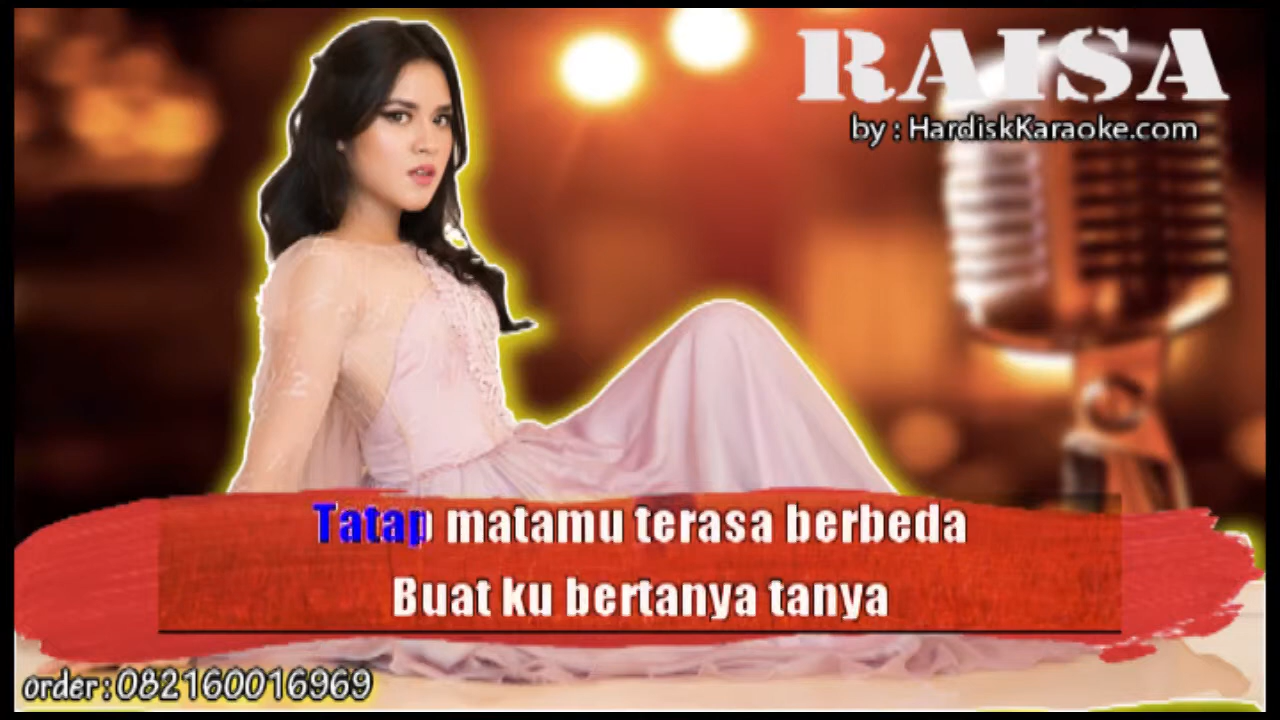 RAISA
by : HardiskKaraoke.com
Tatap matamu terasa berbeda
Buat ku bertanya tanya
order : 082160016969